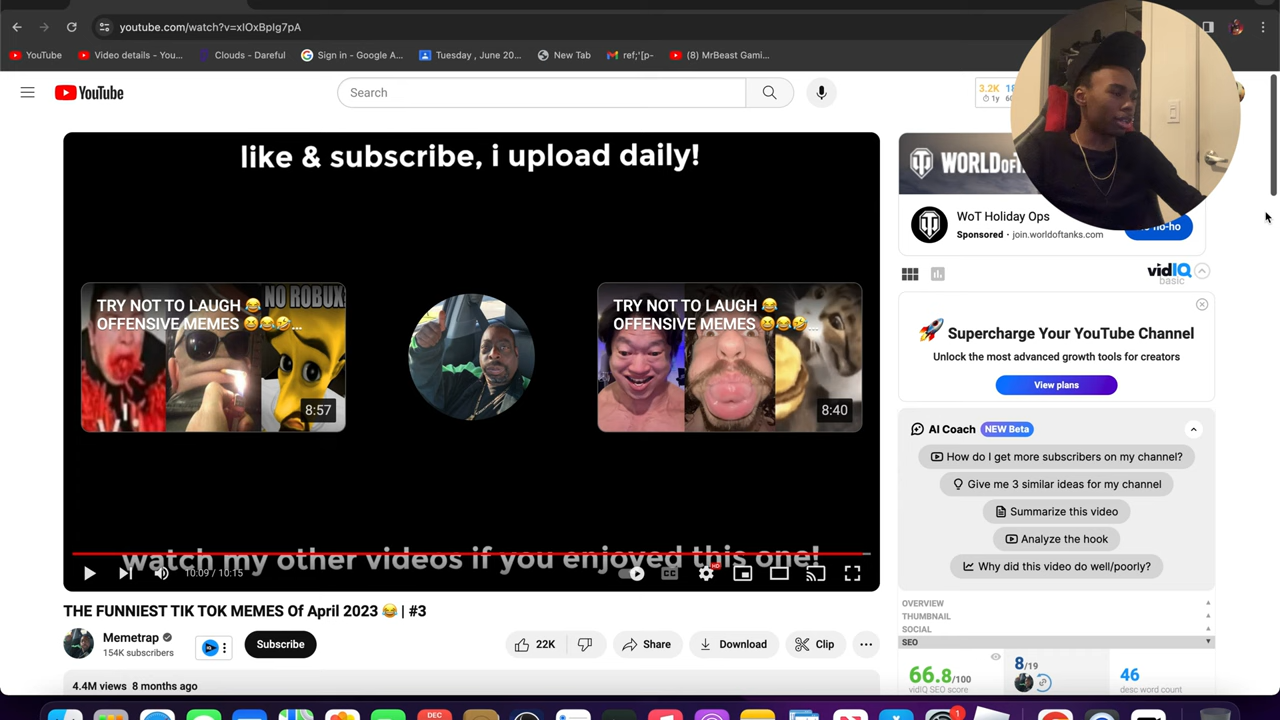 youtube.com/watch?v=xIOxBpIg7pA
YouTube
Video details - You...
Clouds - Dareful
Sign in - Google A...
Tuesday , June 20...
New Tab
ref;'[p-
(8) MrBeast Gami...
YouTube
Search
3.2K
1y
like & subscribe, i upload daily!
TRY NOT TO LAUGH 😂
OFFENSIVE MEMES 😆😂🤣...
NO ROBUX
8:57
TRY NOT TO LAUGH 😂
OFFENSIVE MEMES 😆😂🤣...
8:40
watch my other videos if you enjoyed this one!
10:09 / 10:15
CC
HD
THE FUNNIEST TIK TOK MEMES Of April 2023 😂 | #3
Memetrap
154K subscribers
Subscribe
22K
Share
Download
Clip
4.4M views 8 months ago
WoT Holiday Ops
Sponsored · join.worldoftanks.com
vidIQ
basic
🚀 Supercharge Your YouTube Channel
Unlock the most advanced growth tools for creators
View plans
AI Coach NEW Beta
How do I get more subscribers on my channel?
Give me 3 similar ideas for my channel
Summarize this video
Analyze the hook
Why did this video do well/poorly?
OVERVIEW
THUMBNAIL
SOCIAL
SEO
66.8/100
vidIQ SEO score
8/19
46
desc word count
DEC
1